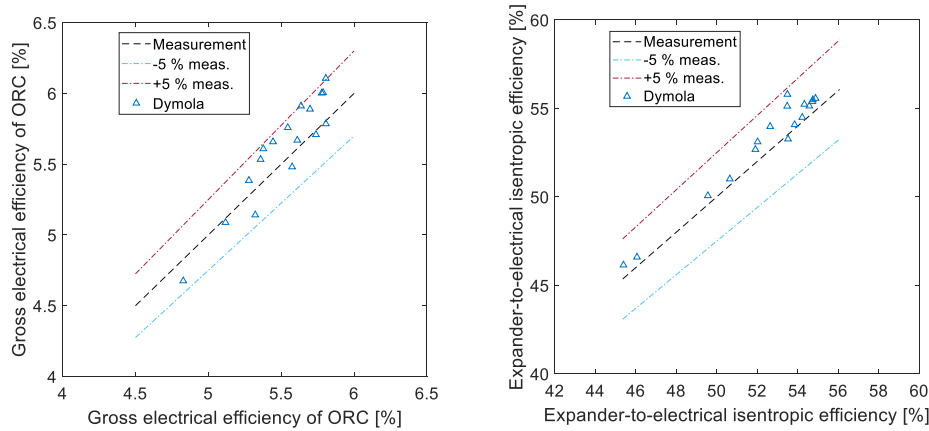 6.5
6
5.5
5
4.5
4
Gross electrical efficiency of ORC [%]
Measurement
-5 % meas.
+5 % meas.
Dymola
4
4.5
5
5.5
6
6.5
Gross electrical efficiency of ORC [%]
60
55
50
45
40
Expander-to-electrical isentropic efficiency [%]
Measurement
-5 % meas.
+5 % meas.
Dymola
42
44
46
48
50
52
54
56
58
60
Expander-to-electrical isentropic efficiency [%]